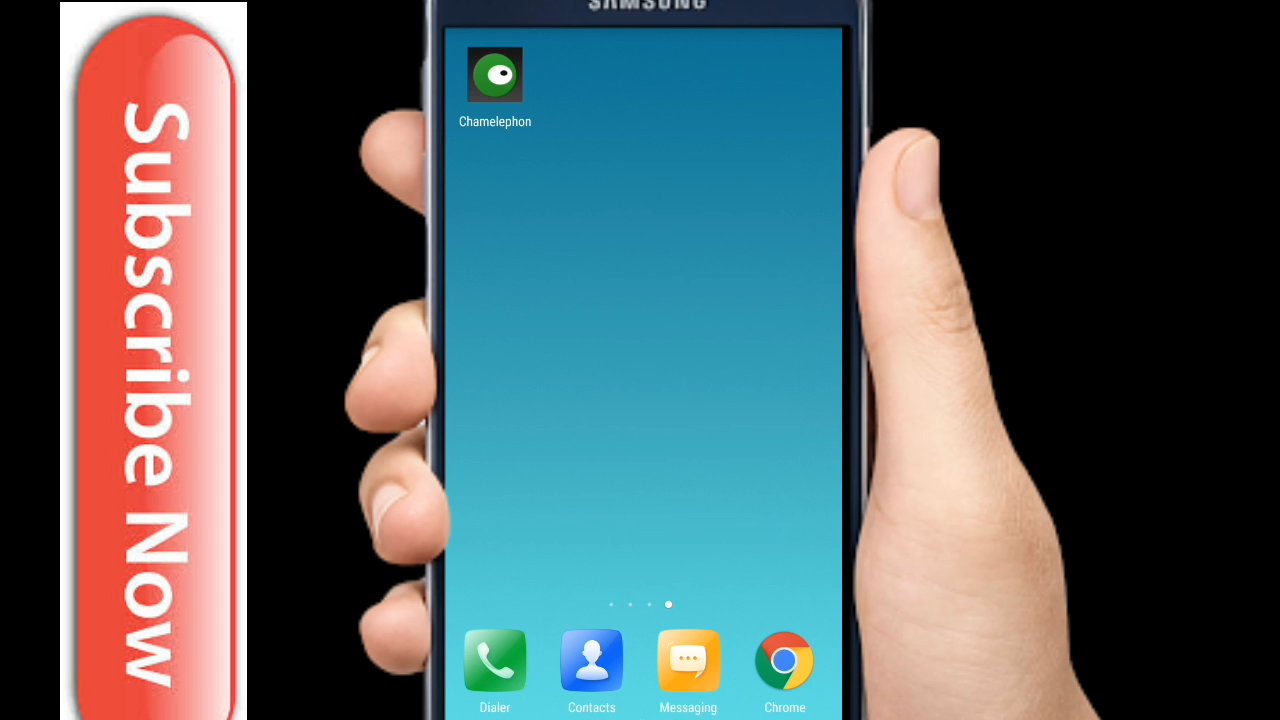 SAMSUNG
Subscribe Now
Chamelephon
Dialer
Contacts
Messaging
Chrome